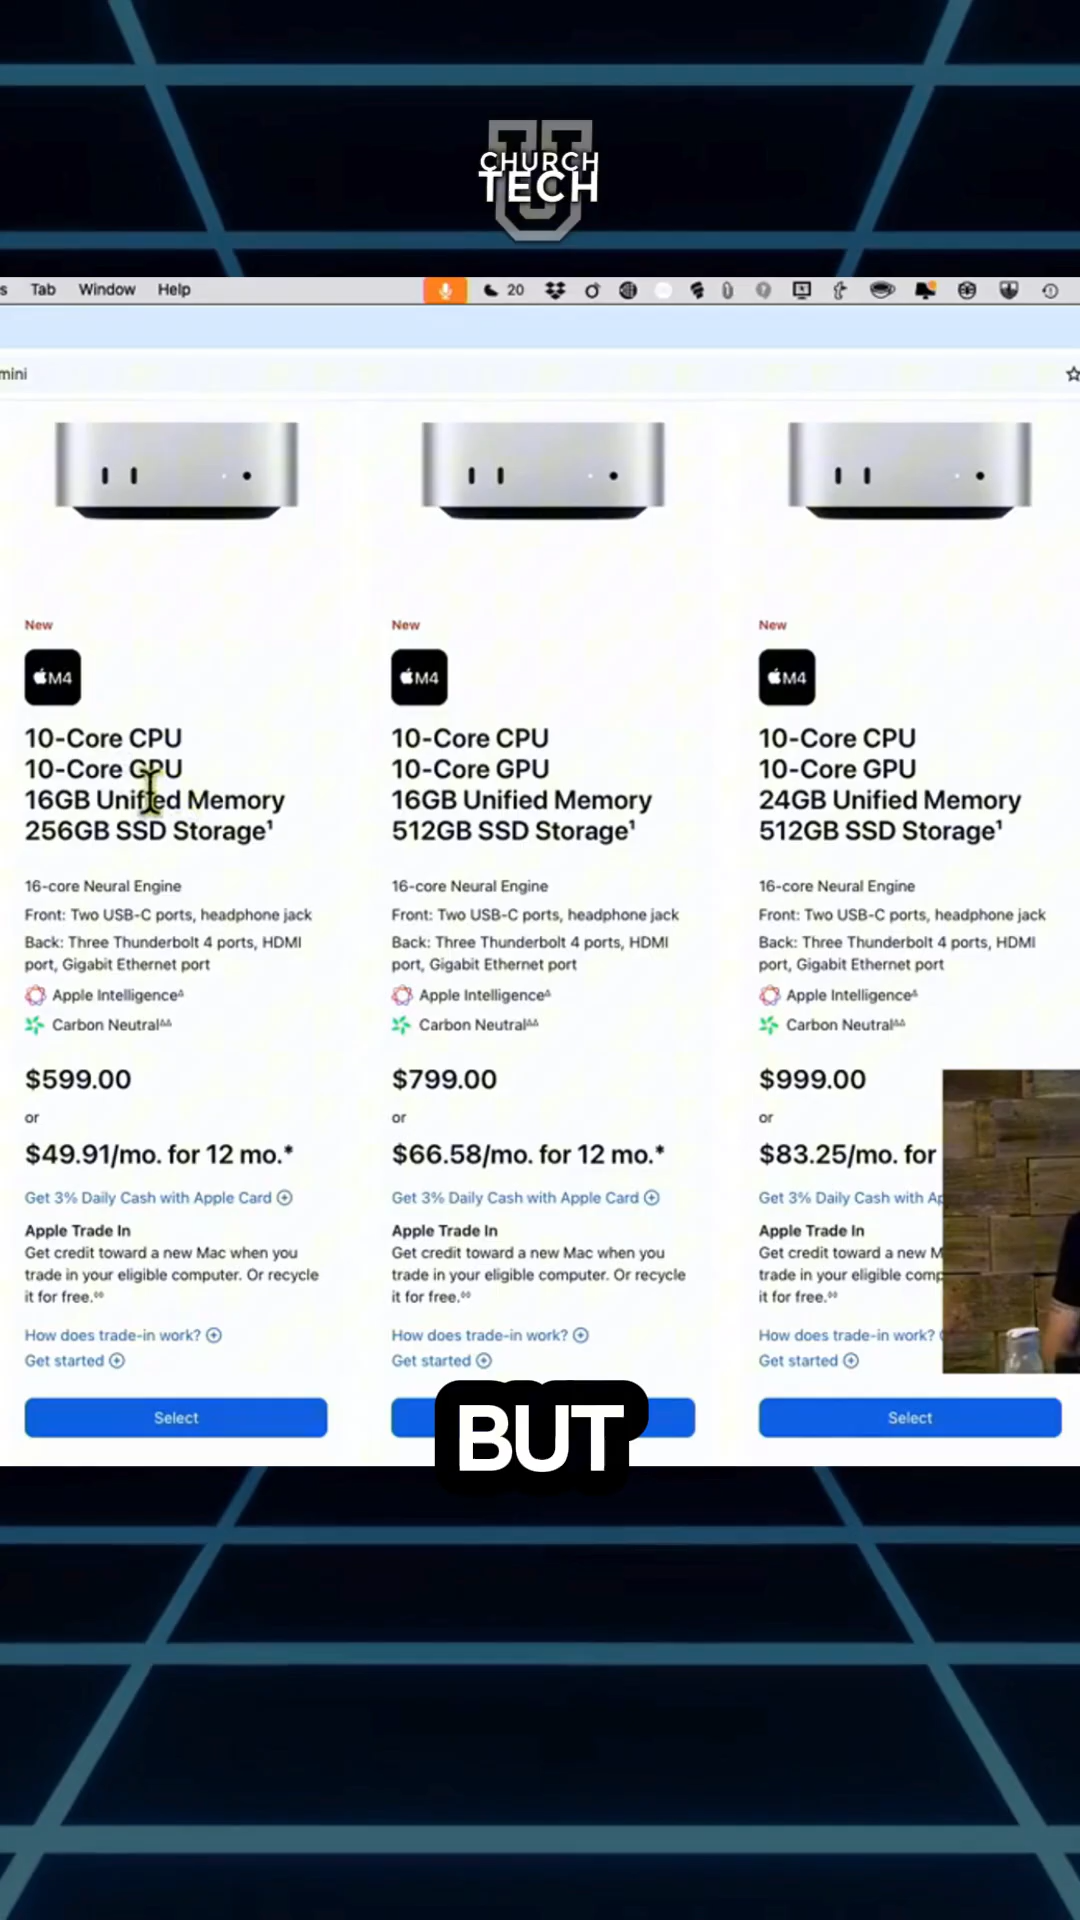 CHURCH
TECH
Tab Window Help
20
mini
New
M4
10-Core CPU
10-Core GPU
16GB Unified Memory
256GB SSD Storage¹
16-core Neural Engine
Front: Two USB-C ports, headphone jack
Back: Three Thunderbolt 4 ports, HDMI
port, Gigabit Ethernet port
Apple Intelligence∆
Carbon Neutral∆∆
$599.00
or
$49.91/mo. for 12 mo.*
Get 3% Daily Cash with Apple Card
Apple Trade In
Get credit toward a new Mac when you
trade in your eligible computer. Or recycle
it for free.◊◊
How does trade-in work?
Get started
Select
New
M4
10-Core CPU
10-Core GPU
16GB Unified Memory
512GB SSD Storage¹
16-core Neural Engine
Front: Two USB-C ports, headphone jack
Back: Three Thunderbolt 4 ports, HDMI
port, Gigabit Ethernet port
Apple Intelligence∆
Carbon Neutral∆∆
$799.00
or
$66.58/mo. for 12 mo.*
Get 3% Daily Cash with Apple Card
Apple Trade In
Get credit toward a new Mac when you
trade in your eligible computer. Or recycle
it for free.◊◊
How does trade-in work?
Get started
New
M4
10-Core CPU
10-Core GPU
24GB Unified Memory
512GB SSD Storage¹
16-core Neural Engine
Front: Two USB-C ports, headphone jack
Back: Three Thunderbolt 4 ports, HDMI
port, Gigabit Ethernet port
Apple Intelligence∆
Carbon Neutral∆∆
$999.00
or
$83.25/mo. for
Get 3% Daily Cash with
Apple Trade In
Get credit toward a new
trade in your eligible
it for free.◊◊
How does trade-in work?
Get started
Select
BUT